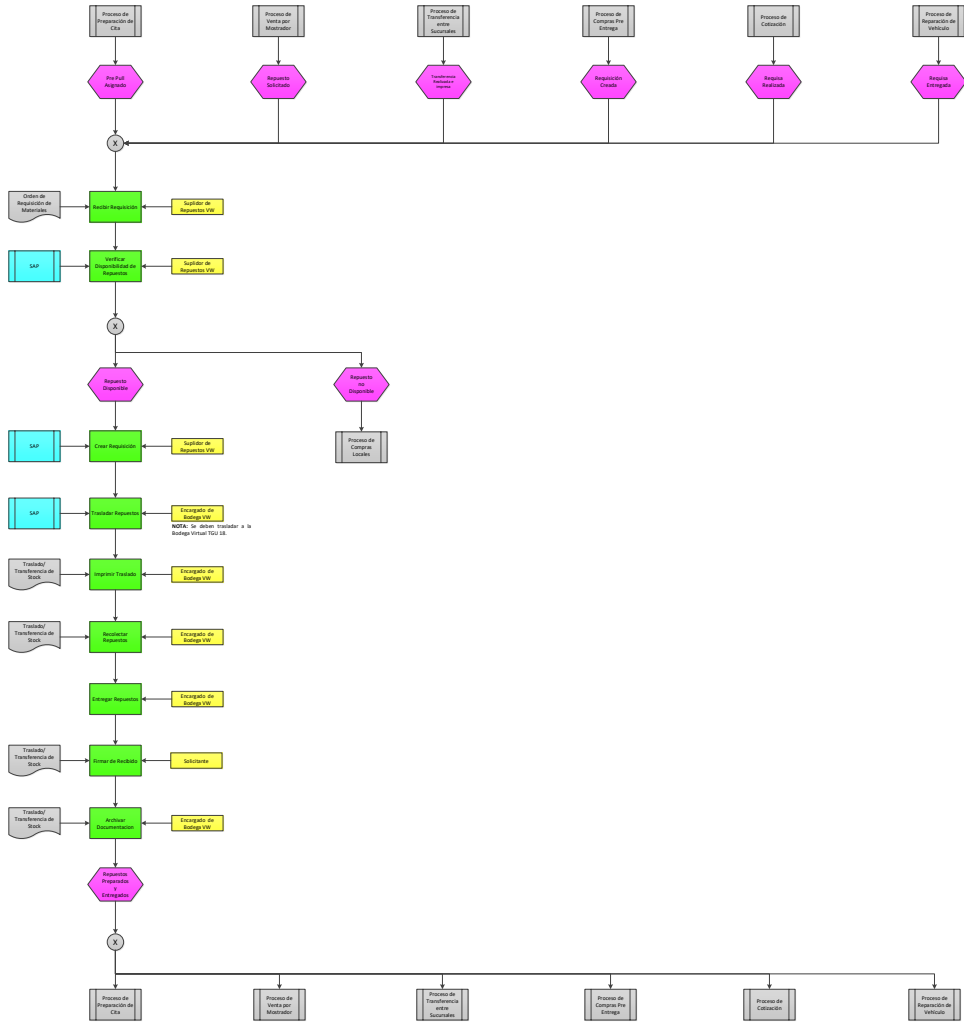 Proceso de
Preparación de
Cita
Proceso de
Venta por
Mostrador
Proceso de
Transferencia
entre
Sucursales
Proceso de
Compras Pre
Entrega
Proceso de
Cotización
Proceso de
Reparación de
Vehículo
Pre Pull
Asignado
Repuesto
Solicitado
Transferencia
Realizada e
Impresa
Requisición
Creada
Requisa
Realizada
Requisa
Entregada
X
Orden de
Requisición de
Materiales
Recibir Requisición
Suplidor de
Repuestos VW
SAP
Verificar
Disponibilidad de
Repuestos
Suplidor de
Repuestos VW
X
Repuesto
Disponible
Repuesto
no
Disponible
SAP
Crear Requisición
Suplidor de
Repuestos VW
Proceso de
Compras
Locales
SAP
Trasladar Repuestos
Encargado de
Bodega VW
NOTA: Se deben trasladar a la
Bodega Virtual TGU 18.
Traslado/
Transferencia de
Stock
Imprimir Traslado
Encargado de
Bodega VW
Traslado/
Transferencia de
Stock
Recolectar
Repuestos
Encargado de
Bodega VW
Entregar Repuestos
Encargado de
Bodega VW
Traslado/
Transferencia de
Stock
Firmar de Recibido
Solicitante
Traslado/
Transferencia de
Stock
Archivar
Documentacion
Encargado de
Bodega VW
Repuestos
Preparados
y
Entregados
X
Proceso de
Preparación de
Cita
Proceso de
Venta por
Mostrador
Proceso de
Transferencia
entre
Sucursales
Proceso de
Compras Pre
Entrega
Proceso de
Cotización
Proceso de
Reparación de
Vehículo